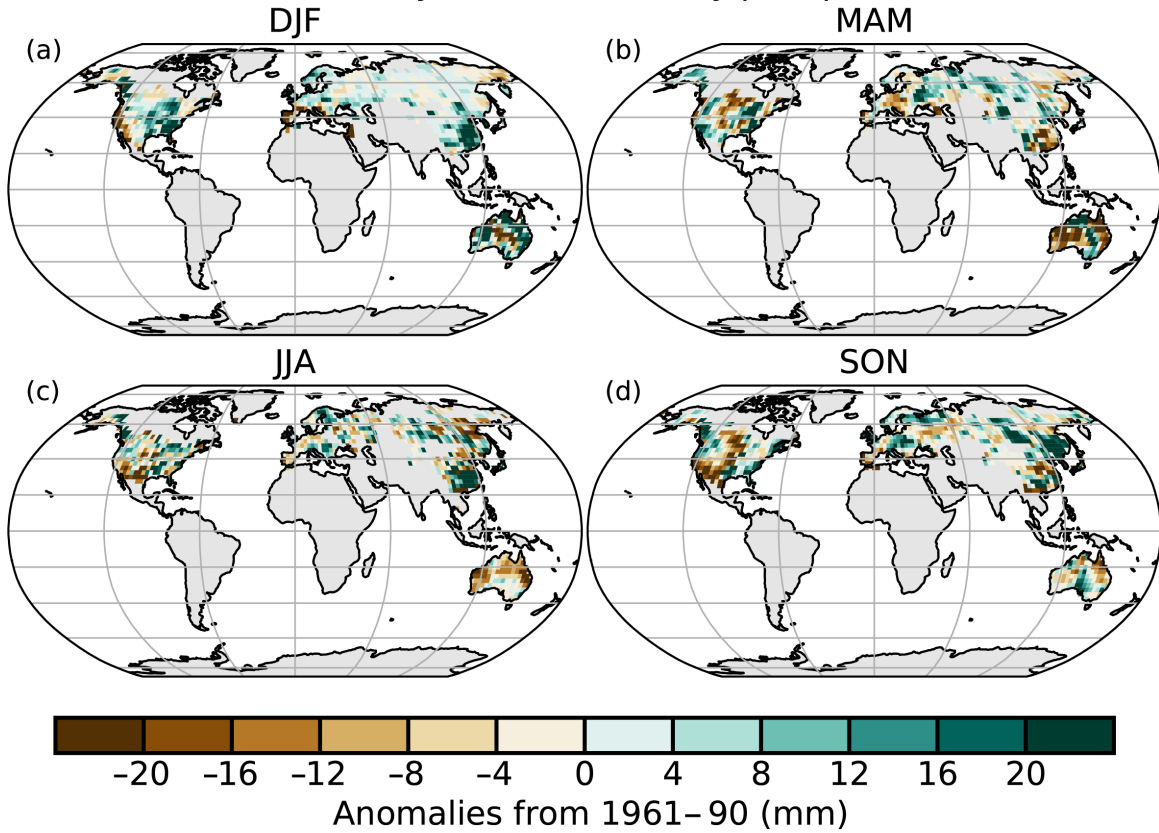 DJF
MAM
(a)
(b)
JJA
SON
(c)
(d)
–20 –16 –12 –8 –4 0 4 8 12 16 20
Anomalies from 1961–90 (mm)